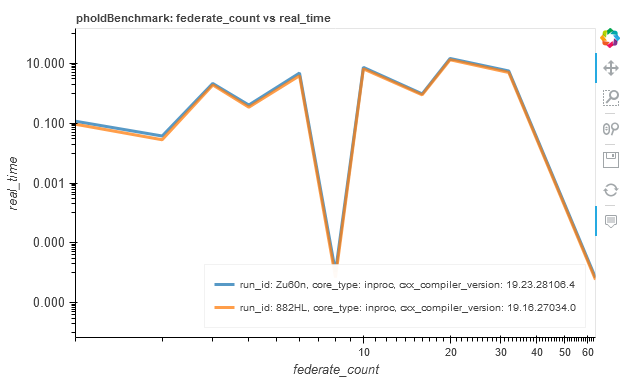 pholdBenchmark: federate_count vs real_time
10.000
0.100
0.001
0.000
0.000
real_time
run_id: Zu60n, core_type: inproc, cxx_compiler_version: 19.23.28106.4
run_id: 882HL, core_type: inproc, cxx_compiler_version: 19.16.27034.0
10 20 30 40 50 60
federate_count